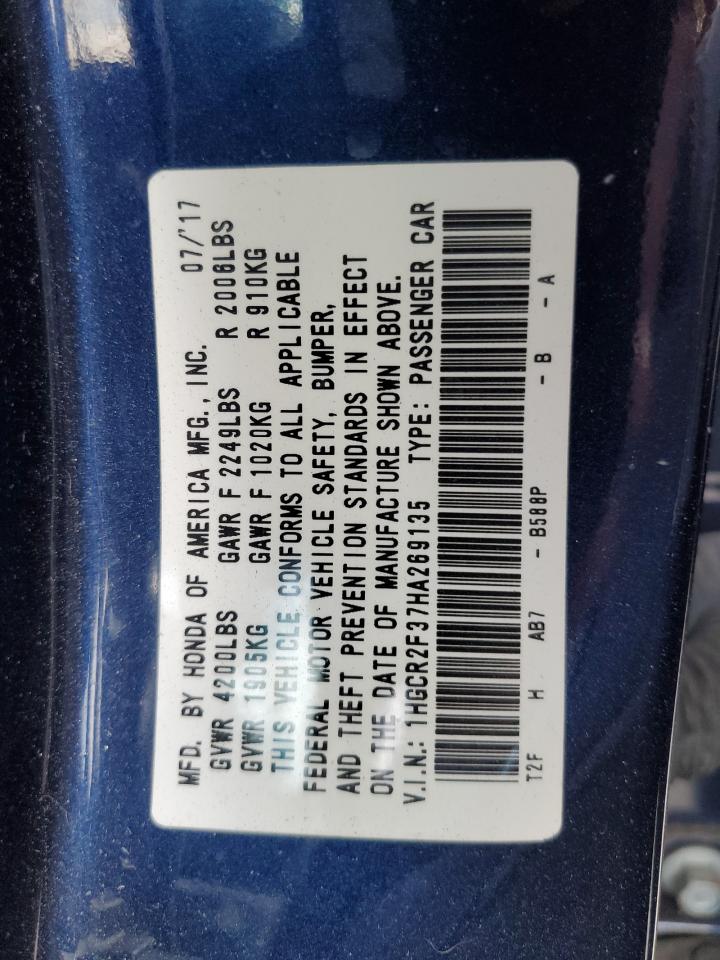 MFD. BY HONDA OF AMERICA MFG., INC. 07/'17
GVWR 4200LBS GAWR F 2249LBS R 2006LBS
GVWR 1905KG GAWR F 1020KG R 910KG
THIS VEHICLE CONFORMS TO ALL APPLICABLE
FEDERAL MOTOR VEHICLE SAFETY, BUMPER,
AND THEFT PREVENTION STANDARDS IN EFFECT
ON THE DATE OF MANUFACTURE SHOWN ABOVE.
V.I.N.: 1HGCR2F37HA269135 TYPE: PASSENGER CAR
T2F H AB7 - B588P - B - A